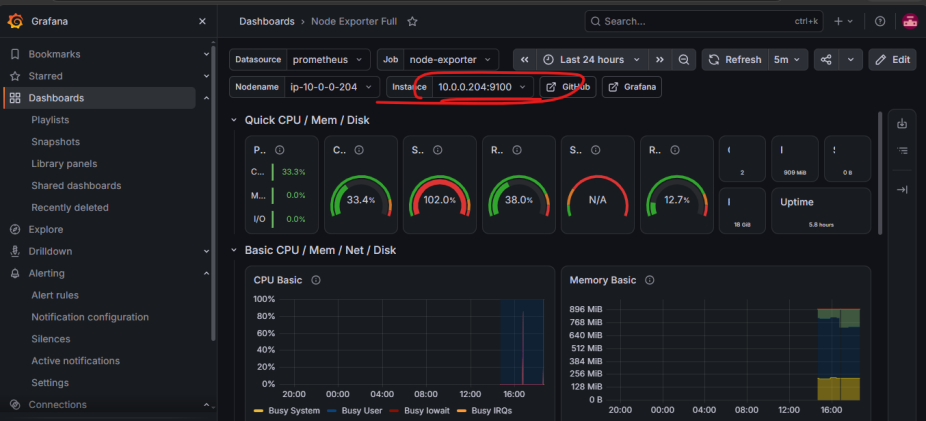 Grafana
Dashboards › Node Exporter Full
Search...
ctrl+k
Bookmarks
Starred
Dashboards
Playlists
Snapshots
Library panels
Shared dashboards
Recently deleted
Explore
Drilldown
Alerting
Alert rules
Notification configuration
Silences
Active notifications
Settings
Connections
Datasource prometheus Job node-exporter Last 24 hours Refresh 5m Edit
Nodename ip-10-0-0-204 Instance 10.0.0.204:9100 GitHub Grafana
Quick CPU / Mem / Disk
P.. C.. S.. R.. S.. R..
C... 33.3%
M... 0.0%
I/O 0.0%
33.4% 102.0% 38.0% N/A 12.7%
2 909 MiB 0 B
Uptime
5.8 hours
Basic CPU / Mem / Net / Disk
CPU Basic
100%
80%
60%
40%
20%
0%
20:00 00:00 04:00 08:00 12:00 16:00
Busy System Busy User Busy Iowait Busy IRQs
Memory Basic
896 MiB
768 MiB
640 MiB
512 MiB
384 MiB
256 MiB
128 MiB
0 B
20:00 00:00 04:00 08:00 12:00 16:00